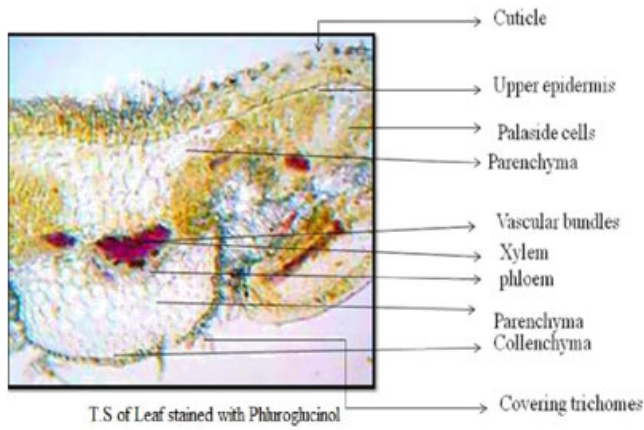 Cuticle
Upper epidermis
Palaside cells
Parenchyma
Vascular bundles
Xylem
phloem
Parenchyma
Collenchyma
Covering trichomes
T.S of Leaf stained with Phluroglucinol